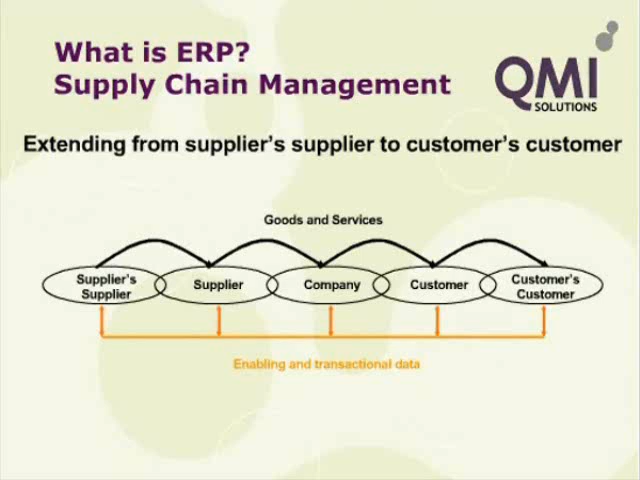 What is ERP?
Supply Chain Management
QMI
SOLUTIONS
Extending from supplier's supplier to customer's customer
Goods and Services
Supplier's
Supplier
Supplier
Company
Customer
Customer's
Customer
Enabling and transactional data